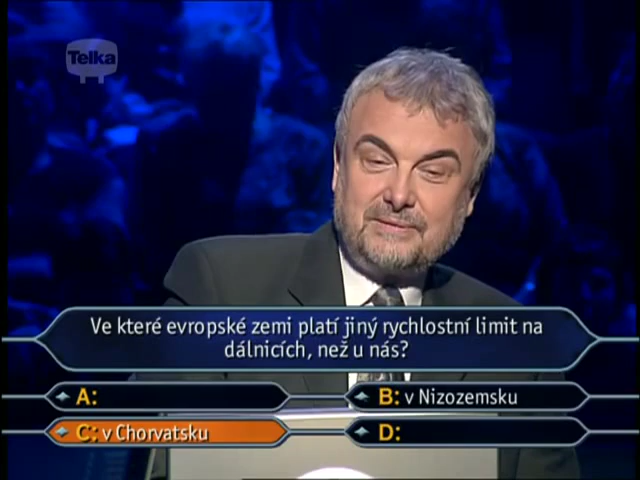 Telka
Ve které evropské zemi platí jiný rychlostní limit na
dálnicích, než u nás?
A:
B: v Nizozemsku
C: v Chorvatsku
D: